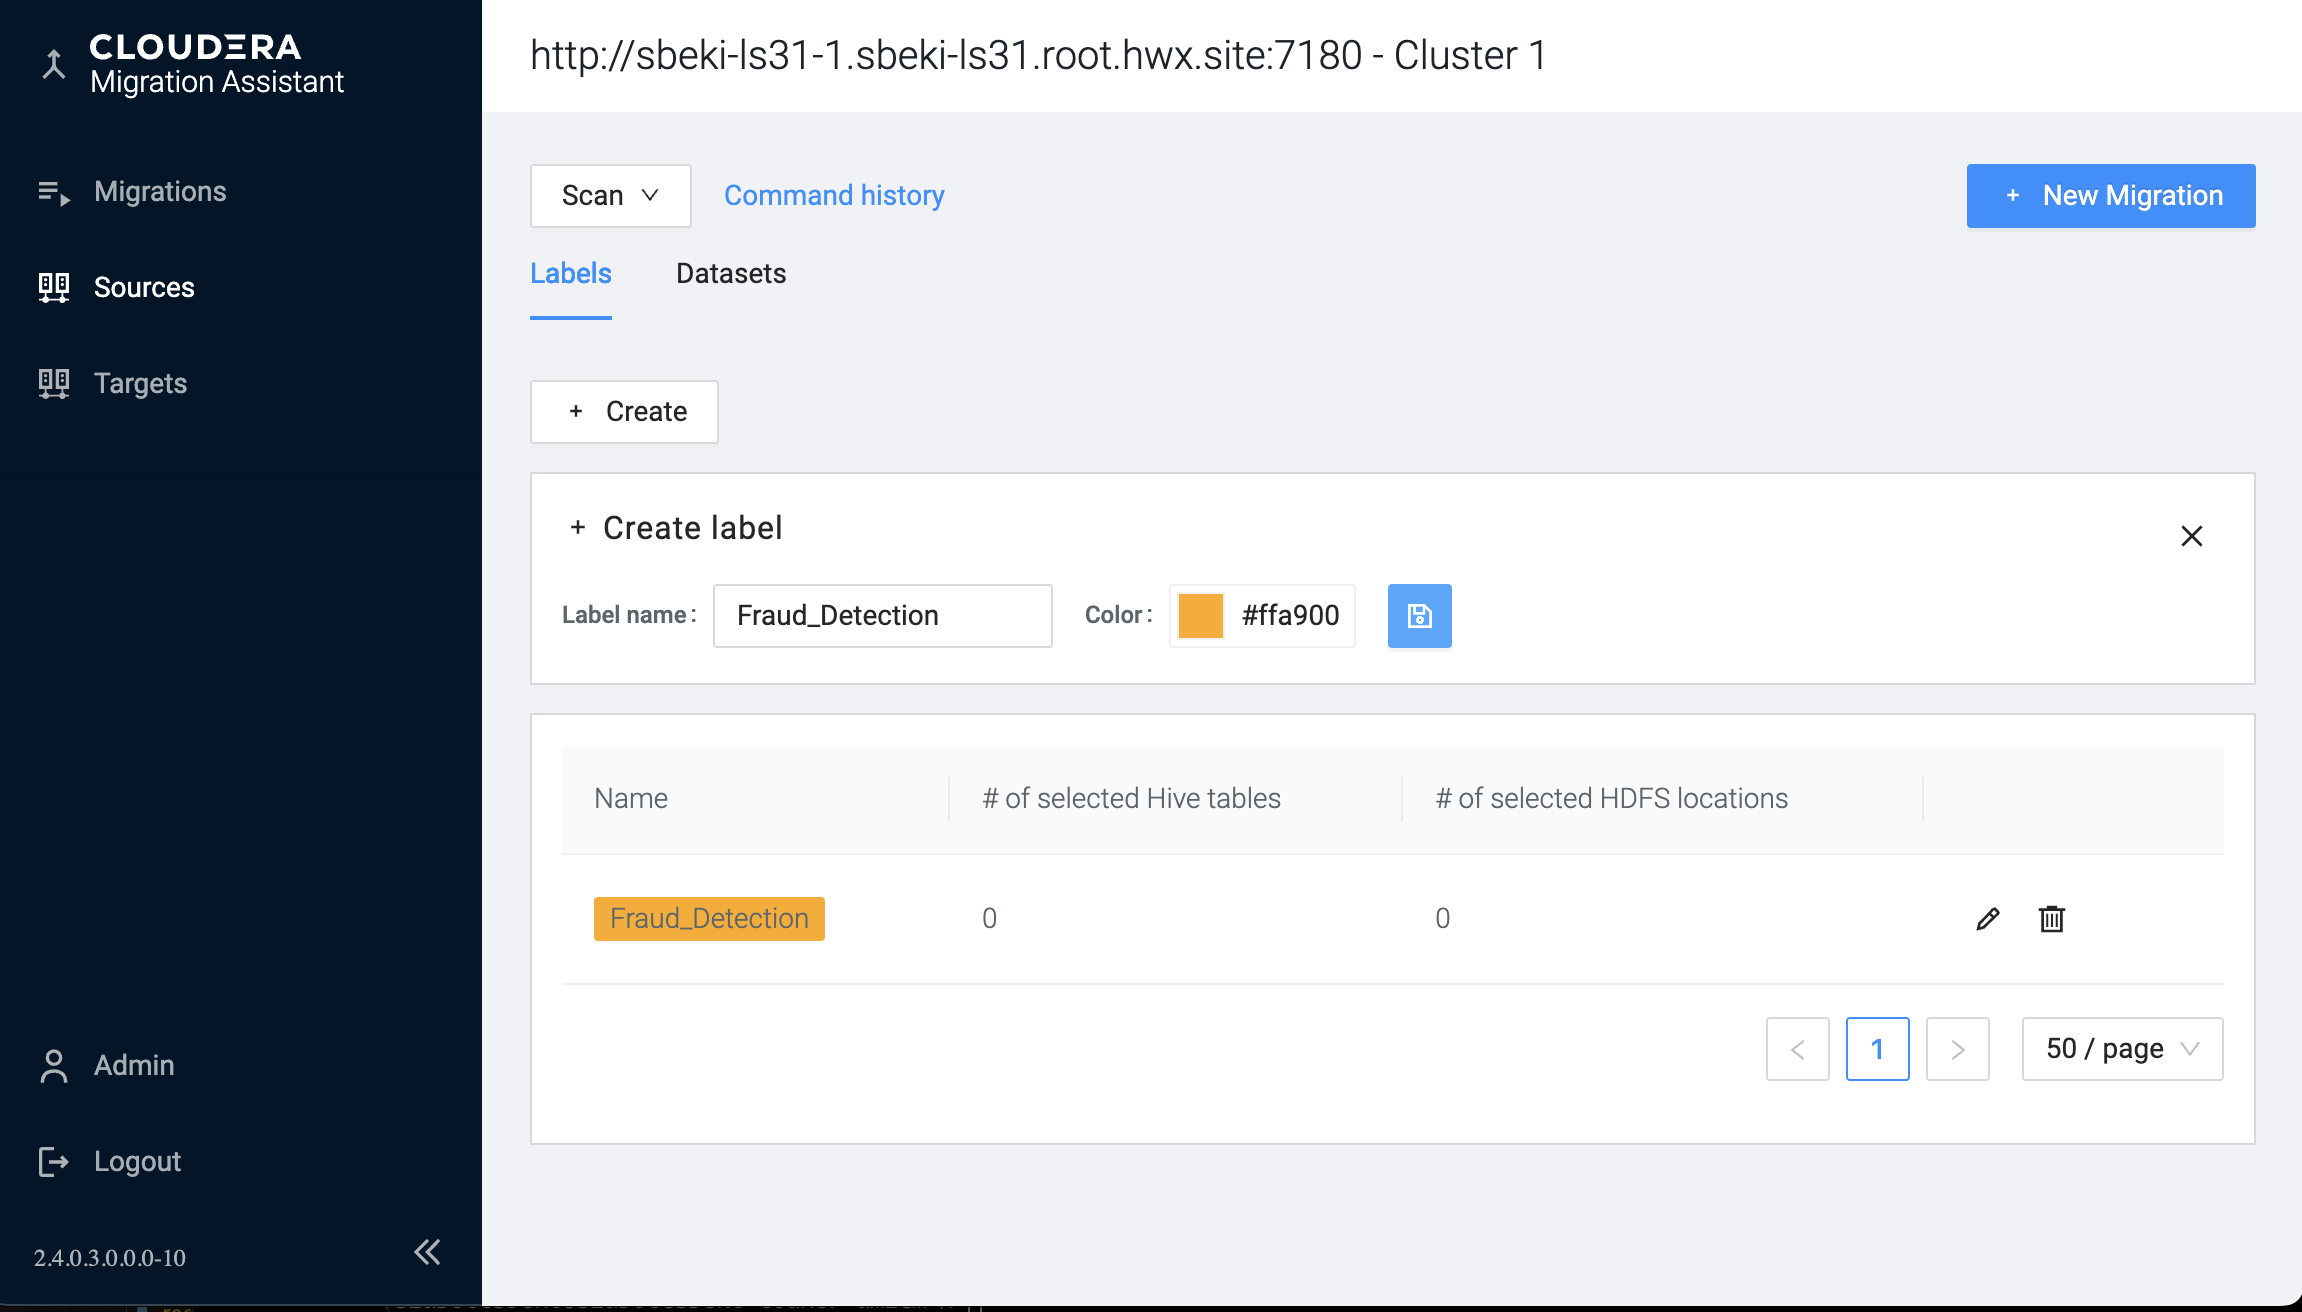 CLOUDERA
Migration Assistant
Migrations
Sources
Targets
Admin
Logout
2.4.0.3.0.0.0-10
http://sbeki-ls31-1.sbeki-ls31.root.hwx.site:7180 - Cluster 1
Scan
Command history
+ New Migration
Labels
Datasets
+ Create
+ Create label
Label name:
Fraud_Detection
Color:
#ffa900
Name
# of selected Hive tables
# of selected HDFS locations
Fraud_Detection
0
0
< 1 >
50 / page